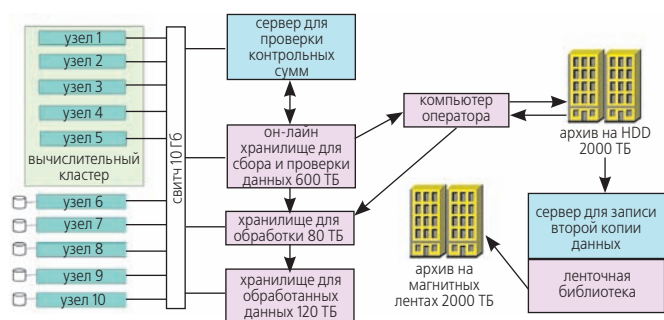 узел 1
узел 2
узел 3
узел 4
узел 5
вычислительный
кластер
узел 6
узел 7
узел 8
узел 9
узел 10
свитч 10 Гб
сервер для
проверки
контрольных
сумм
он-лайн
хранилище для
сбора и проверки
данных 600 ТБ
хранилище для
обработки 80 ТБ
хранилище для
обработанных
данных 120 ТБ
компьютер
оператора
архив на HDD
2000 ТБ
архив на
магнитных
лентах 2000 ТБ
сервер для записи
второй копии
данных
ленточная
библиотека